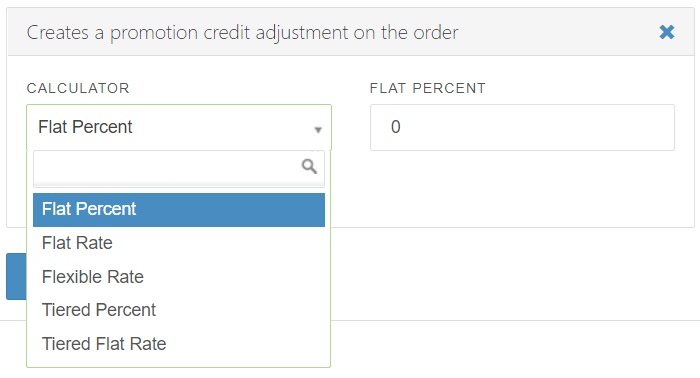 Creates a promotion credit adjustment on the order
CALCULATOR
FLAT PERCENT
Flat Percent
0
Flat Percent
Flat Rate
Flexible Rate
Tiered Percent
Tiered Flat Rate